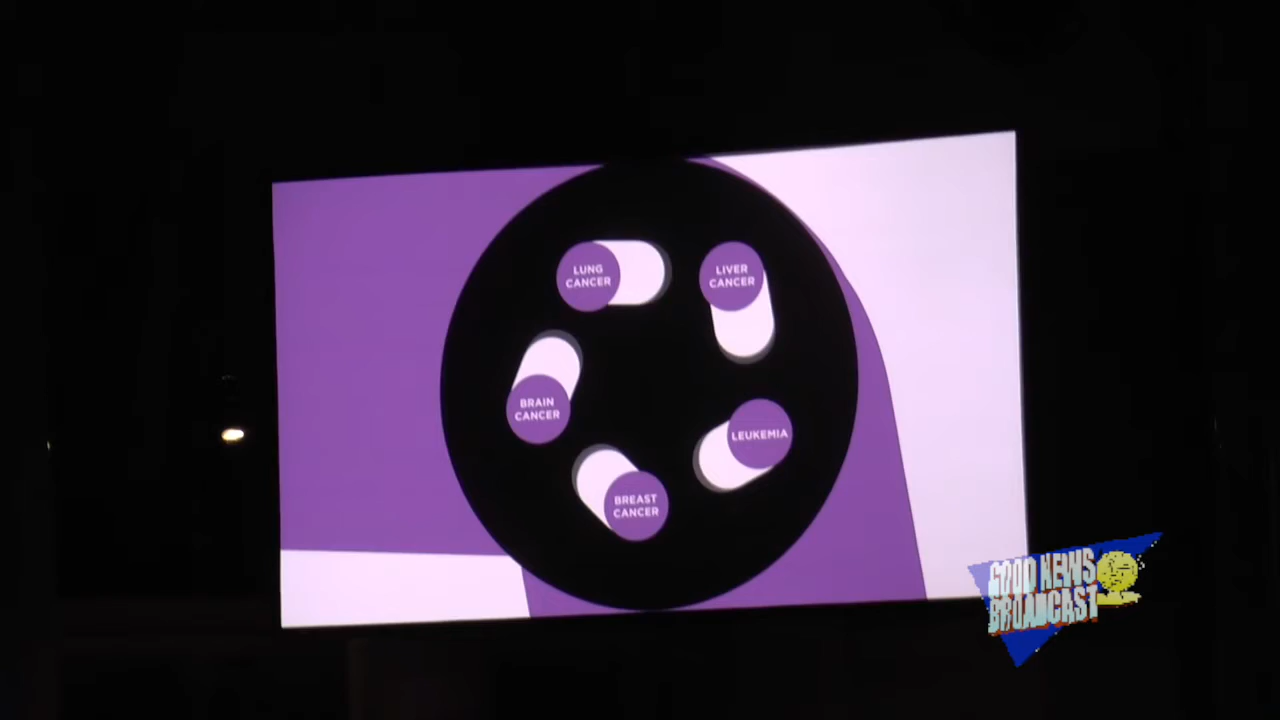 LUNG
CANCER
LIVER
CANCER
BRAIN
CANCER
LEUKEMIA
BREAST
CANCER
GOOD NEWS
BROADCAST